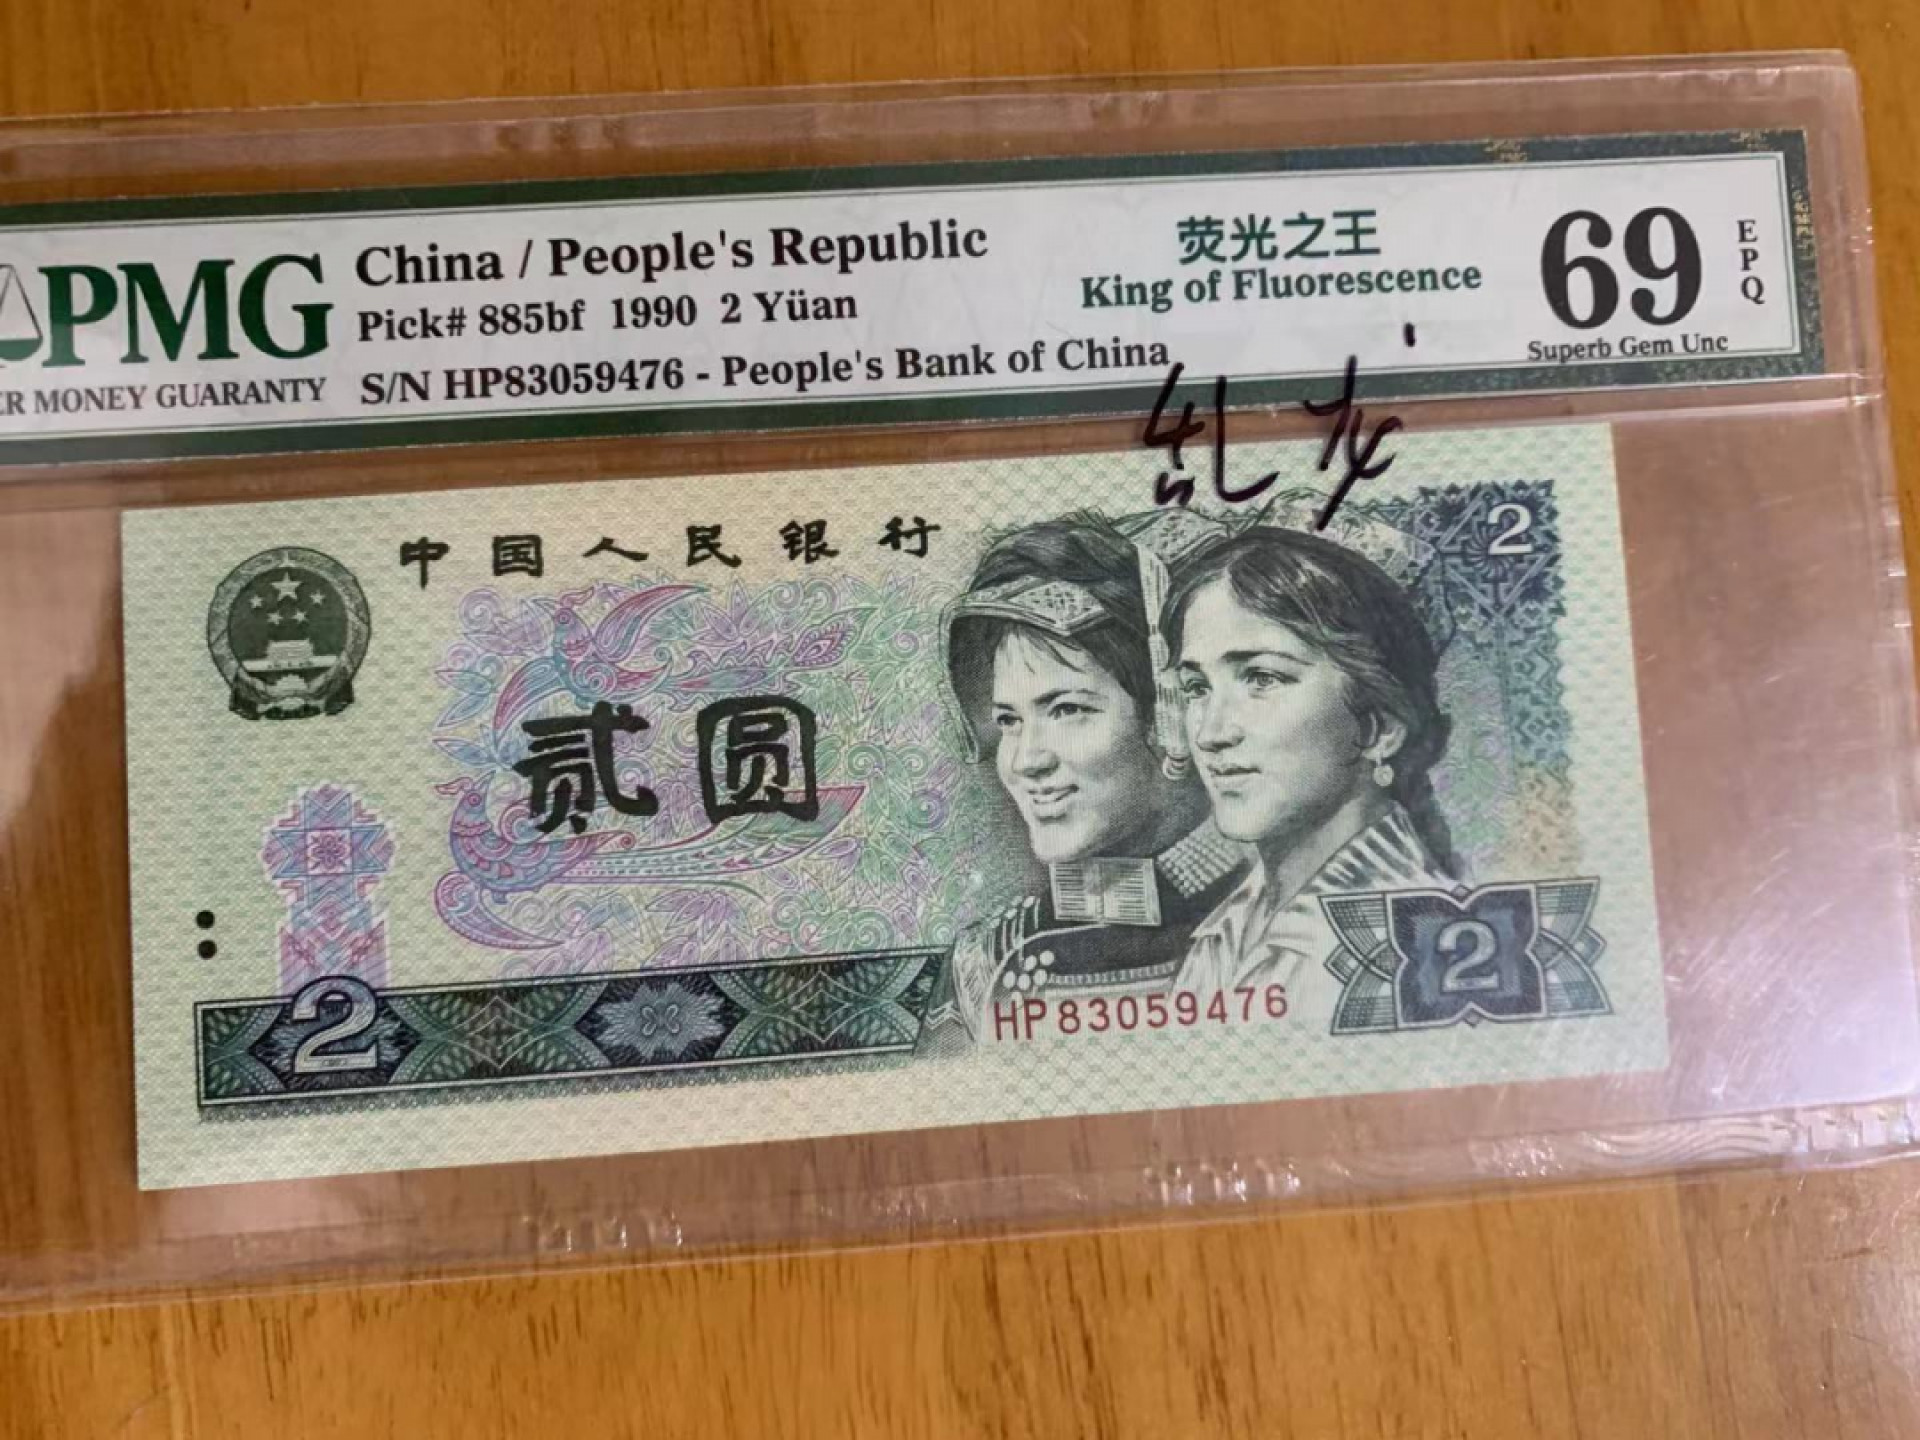 PMG
ER MONEY GUARANTY
China / People's Republic
Pick# 885bf 1990 2 Yüan
S/N HP83059476 - People's Bank of China
荧光之王
King of Fluorescence
69
EPQ
Superb Gem Unc
中国人民银行
2
贰圆
2
2
HP83059476